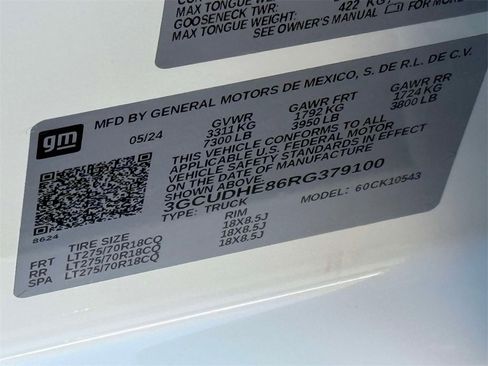 MAX TONGUE WEIGHT:
GOOSENECK TWR: 422 KG
MAX TONGUE WEIGHT:
SEE OWNER'S MANUAL FOR MORE
gm
MFD BY GENERAL MOTORS DE MEXICO, S. DE R.L. DE C.V.
05/24 GVWR GAWR FRT GAWR RR
3311 KG 1792 KG 1724 KG
7300 LB 3950 LB 3800 LB
THIS VEHICLE CONFORMS TO ALL
APPLICABLE U.S. FEDERAL MOTOR
VEHICLE SAFETY STANDARDS IN EFFECT
ON THE DATE OF MANUFACTURE
3GCUDHE86RG379100
TYPE: TRUCK MODEL: 60CK10543
8624
TIRE SIZE RIM
FRT LT275/70R18CQ 18X8.5J
RR LT275/70R18CQ 18X8.5J
SPA LT275/70R18CQ 18X8.5J